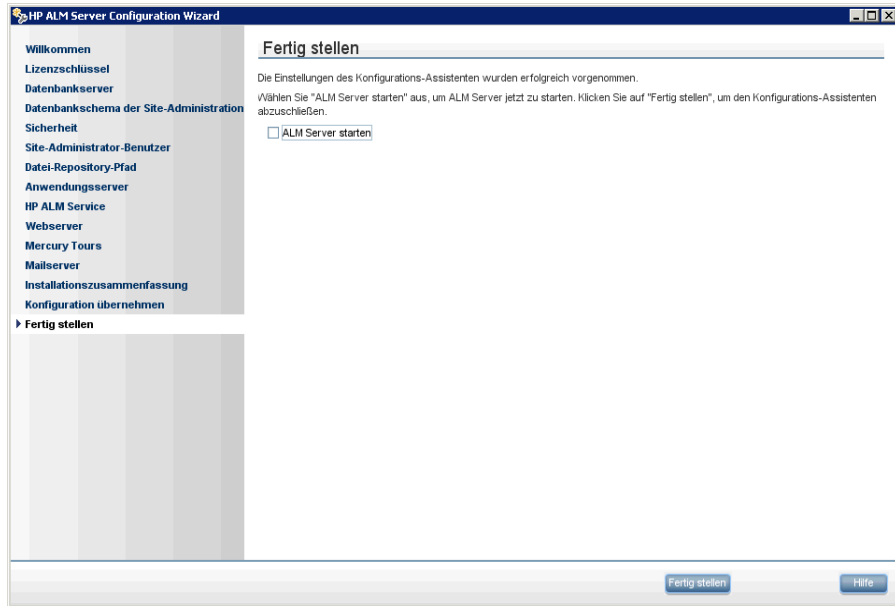 HP ALM Server Configuration Wizard
Willkommen
Lizenzschlüssel
Datenbankserver
Datenbankschema der Site-Administration
Sicherheit
Site-Administrator-Benutzer
Datei-Repository-Pfad
Anwendungsserver
HP ALM Service
Webserver
Mercury Tours
Mailserver
Installationszusammenfassung
Konfiguration übernehmen
Fertig stellen
Fertig stellen
Die Einstellungen des Konfigurations-Assistenten wurden erfolgreich vorgenommen.
Wählen Sie "ALM Server starten" aus, um ALM Server jetzt zu starten. Klicken Sie auf "Fertig stellen", um den Konfigurations-Assistenten
abzuschließen.
ALM Server starten
Fertig stellen
Hilfe